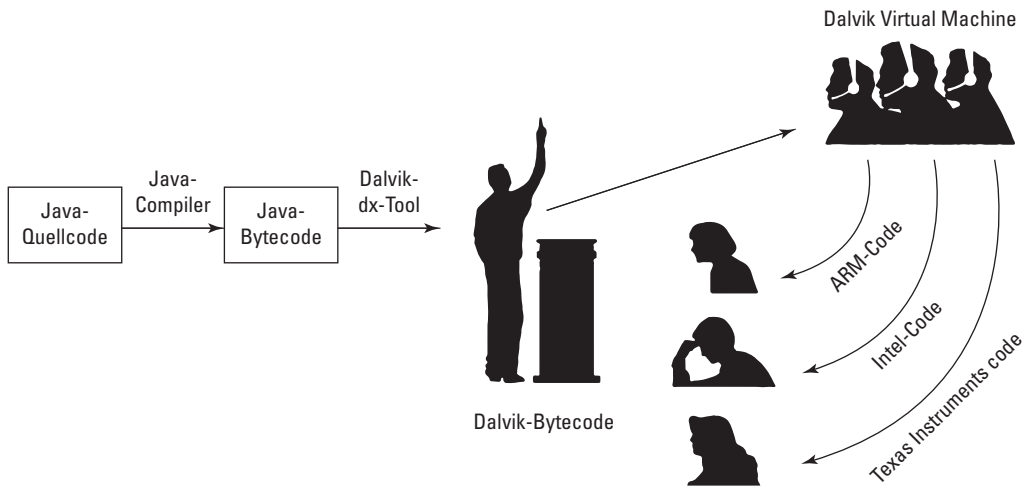 Dalvik Virtual Machine
Java-
Quellcode
Java-
Compiler
Java-
Bytecode
Dalvik-
dx-Tool
Dalvik-Bytecode
ARM-Code
Intel-Code
Texas Instruments code